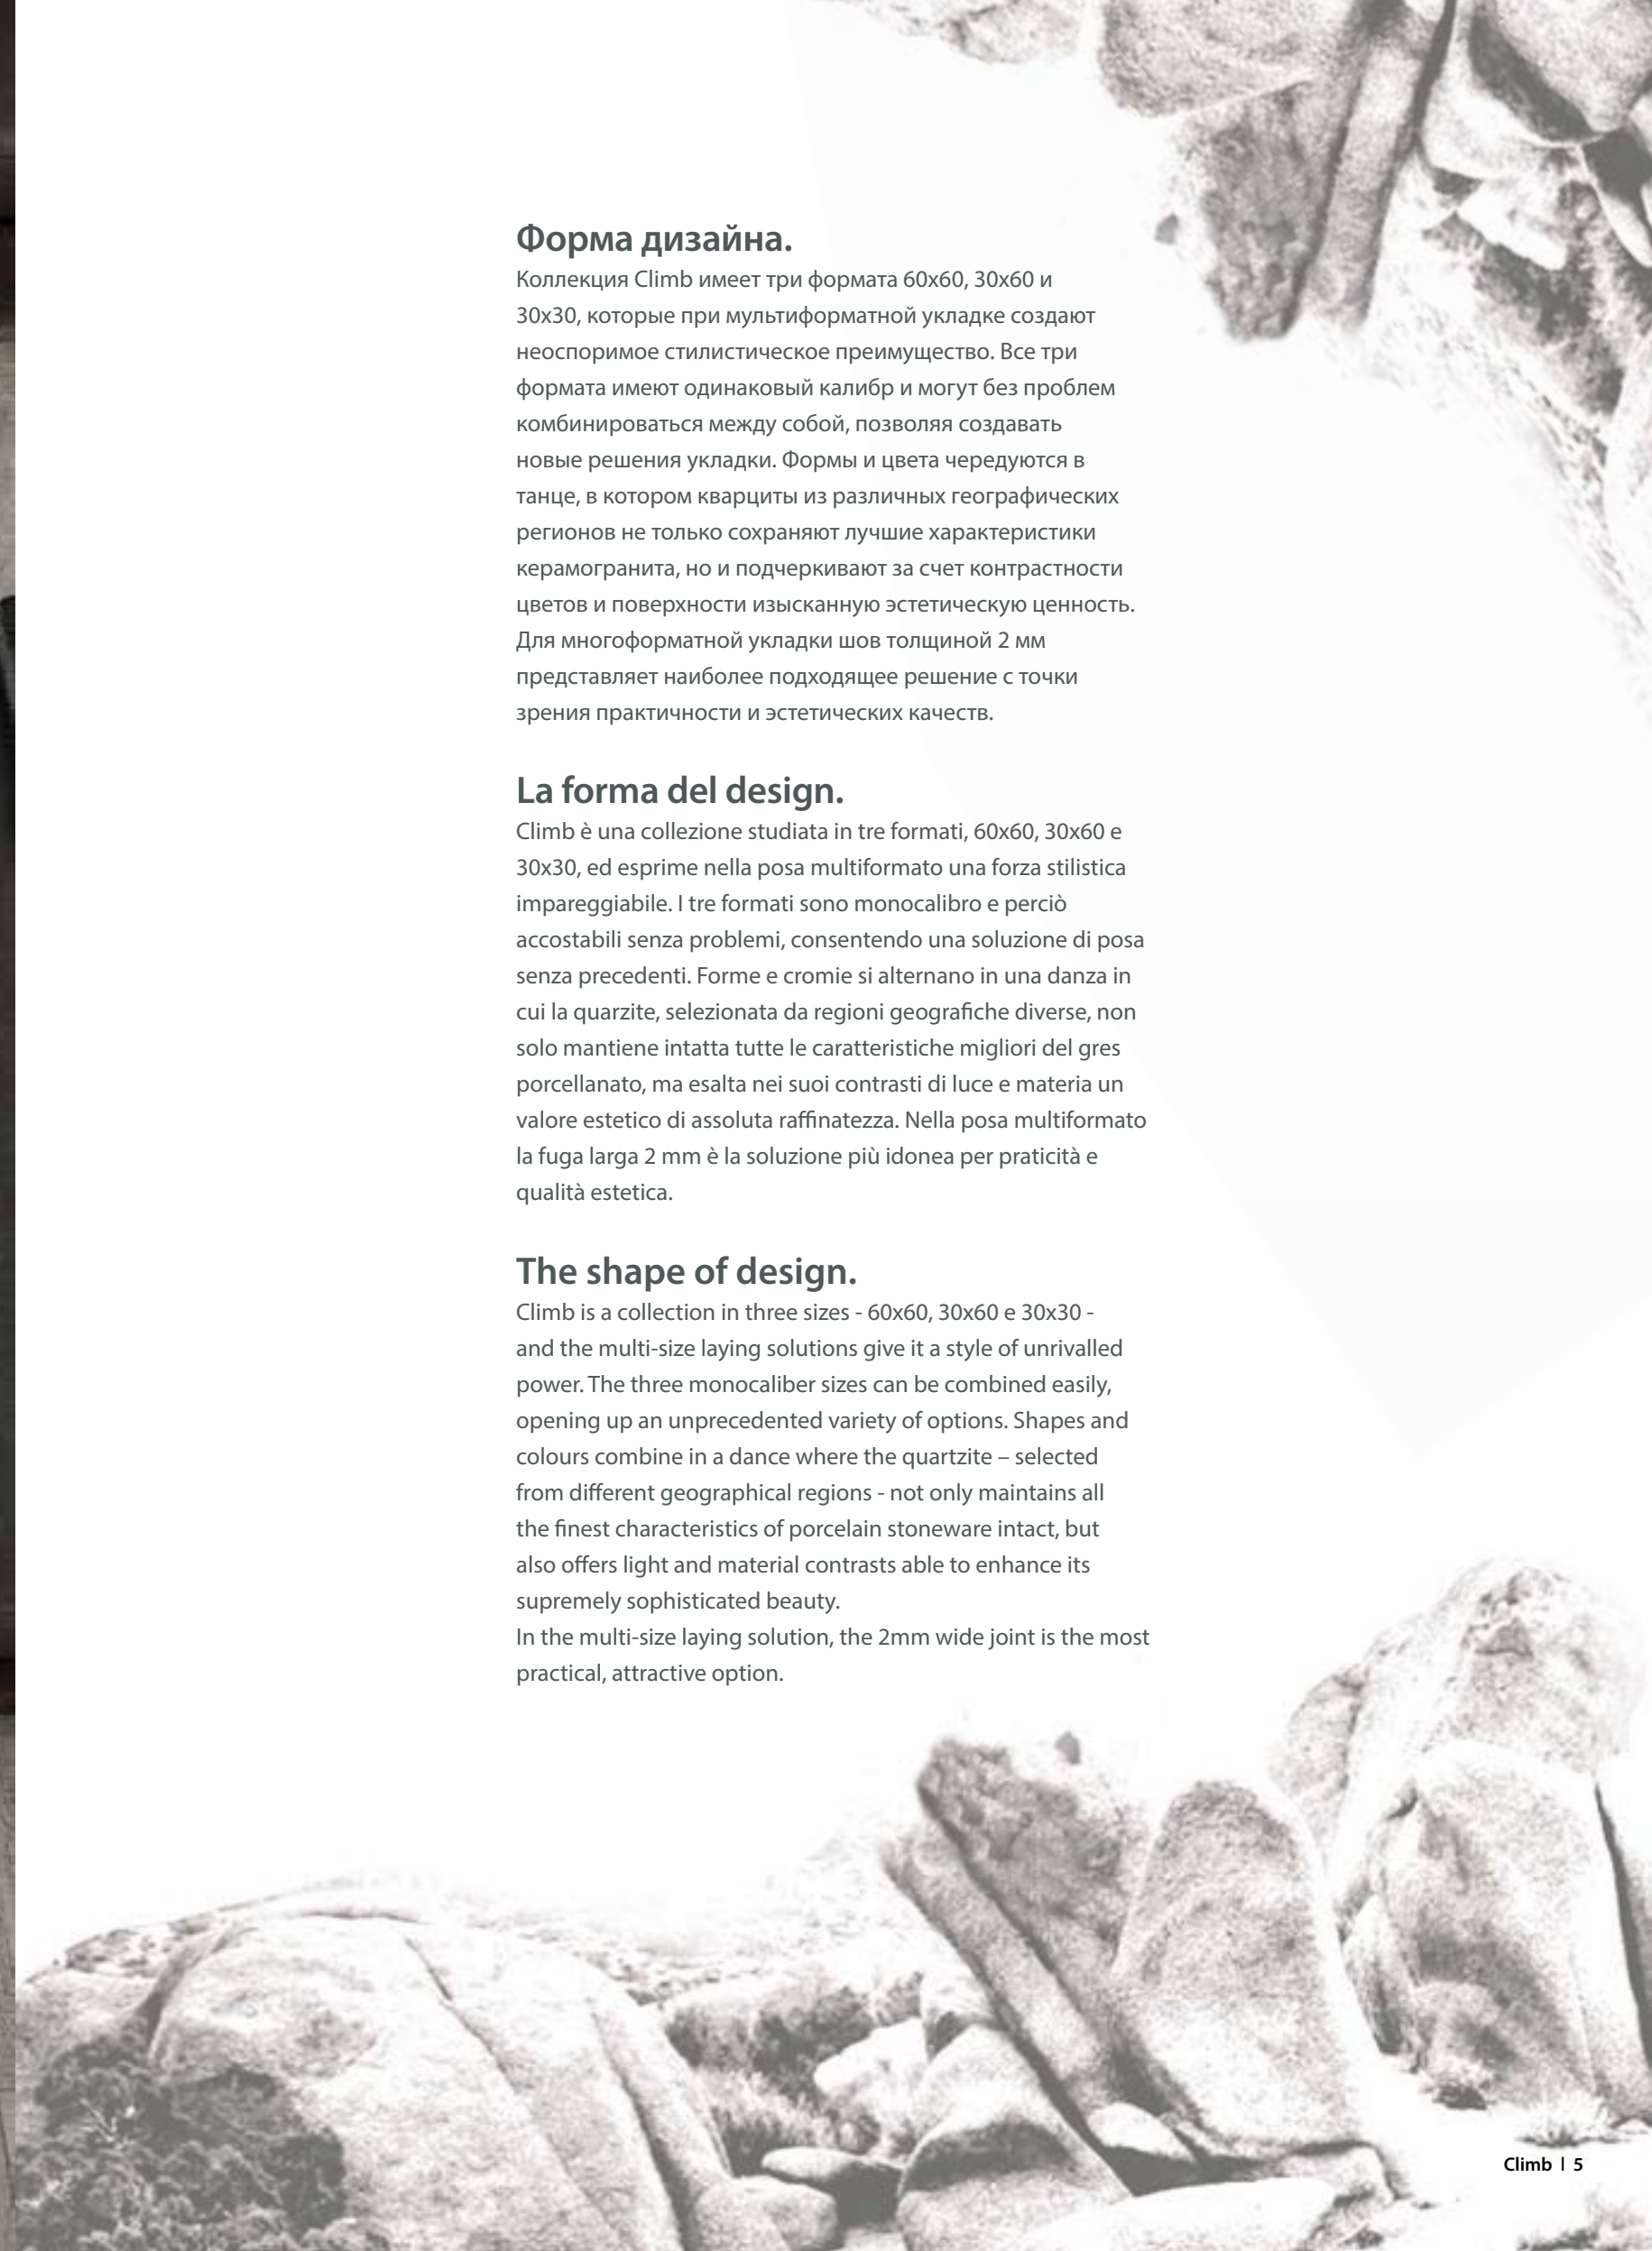 Форма дизайна.
Коллекция Climb имеет три формата 60x60, 30x60 и
30x30, которые при мультиформатной укладке создают
неоспоримое стилистическое преимущество. Все три
формата имеют одинаковый калибр и могут без проблем
комбинироваться между собой, позволяя создавать
новые решения укладки. Формы и цвета чередуются в
танце, в котором кварциты из различных географических
регионов не только сохраняют лучшие характеристики
керамогранита, но и подчеркивают за счет контрастности
цветов и поверхности изысканную эстетическую ценность.
Для многоформатной укладки шов толщиной 2 мм
представляет наиболее подходящее решение с точки
зрения практичности и эстетических качеств.
La forma del design.
Climb è una collezione studiata in tre formati, 60x60, 30x60 e
30x30, ed esprime nella posa multiformato una forza stilistica
impareggiabile. I tre formati sono monocalibro e perciò
accostabili senza problemi, consentendo una soluzione di posa
senza precedenti. Forme e cromie si alternano in una danza in
cui la quarzite, selezionata da regioni geografiche diverse, non
solo mantiene intatta tutte le caratteristiche migliori del gres
porcellanato, ma esalta nei suoi contrasti di luce e materia un
valore estetico di assoluta raffinatezza. Nella posa multiformato
la fuga larga 2 mm è la soluzione più idonea per praticità e
qualità estetica.
The shape of design.
Climb is a collection in three sizes - 60x60, 30x60 e 30x30 -
and the multi-size laying solutions give it a style of unrivalled
power. The three monocaliber sizes can be combined easily,
opening up an unprecedented variety of options. Shapes and
colours combine in a dance where the quartzite – selected
from different geographical regions - not only maintains all
the finest characteristics of porcelain stoneware intact, but
also offers light and material contrasts able to enhance its
supremely sophisticated beauty.
In the multi-size laying solution, the 2mm wide joint is the most
practical, attractive option.
Climb | 5